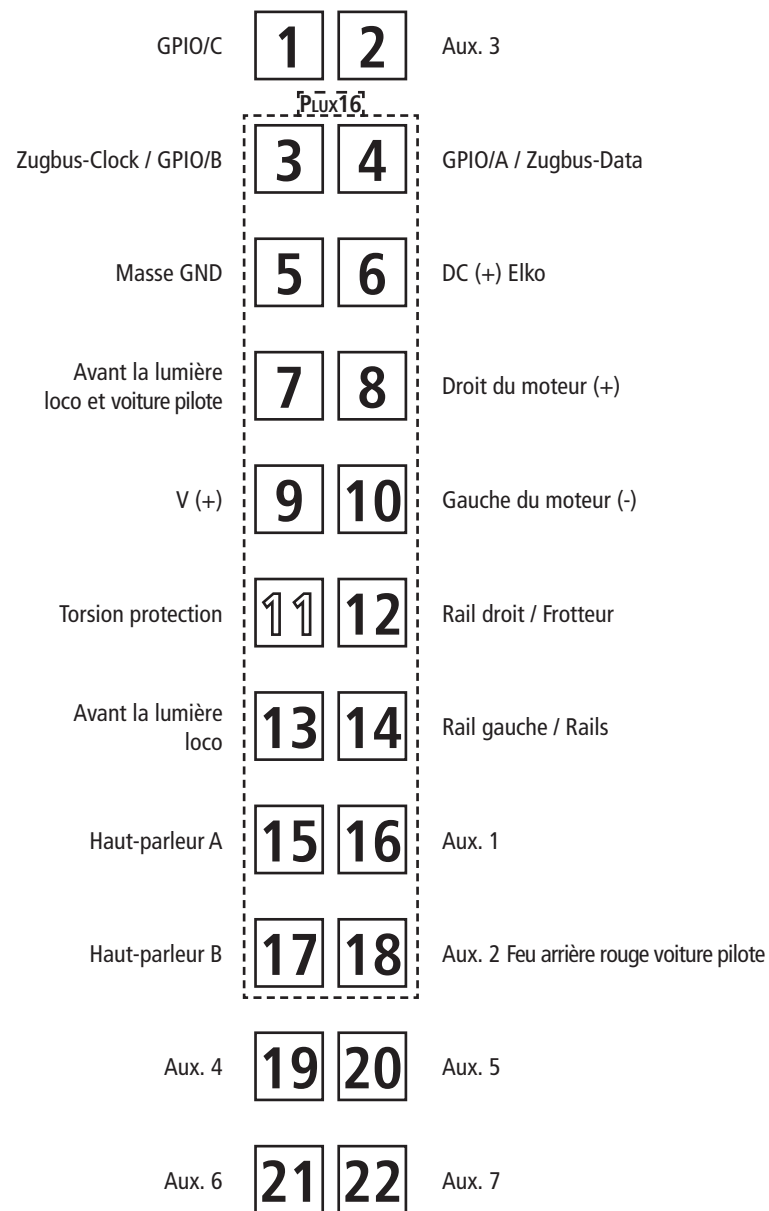 GPIO/C 1 2 Aux. 3
PLUX16
Zugbus-Clock / GPIO/B 3 4 GPIO/A / Zugbus-Data
Masse GND 5 6 DC (+) Elko
Avant la lumière
loco et voiture pilote 7 8 Droit du moteur (+)
V (+) 9 10 Gauche du moteur (-)
Torsion protection 11 12 Rail droit / Frotteur
Avant la lumière
loco 13 14 Rail gauche / Rails
Haut-parleur A 15 16 Aux. 1
Haut-parleur B 17 18 Aux. 2 Feu arrière rouge voiture pilote
Aux. 4 19 20 Aux. 5
Aux. 6 21 22 Aux. 7